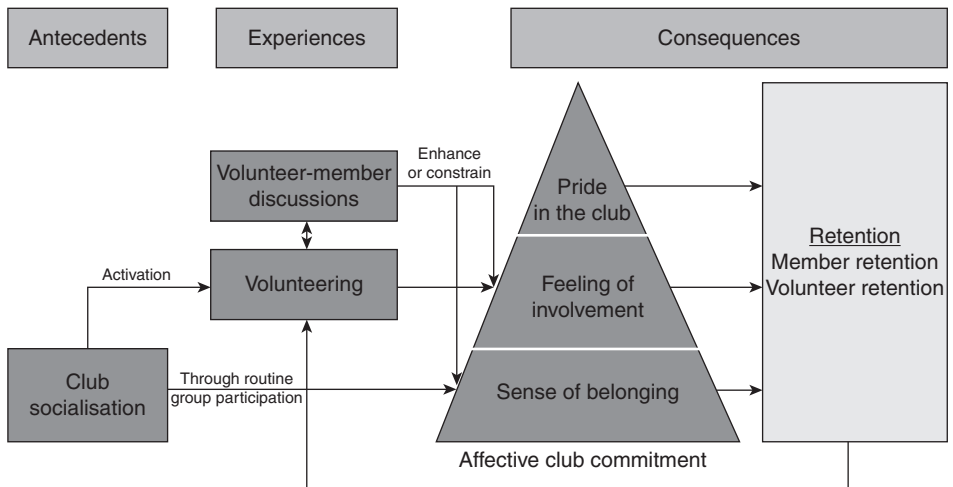 Antecedents
Experiences
Consequences
Enhance
or constrain
Volunteer-member
discussions
Pride
in the club
Retention
Member retention
Volunteer retention
Activation
Volunteering
Feeling of
involvement
Club
socialisation
Through routine
group participation
Sense of belonging
Affective club commitment